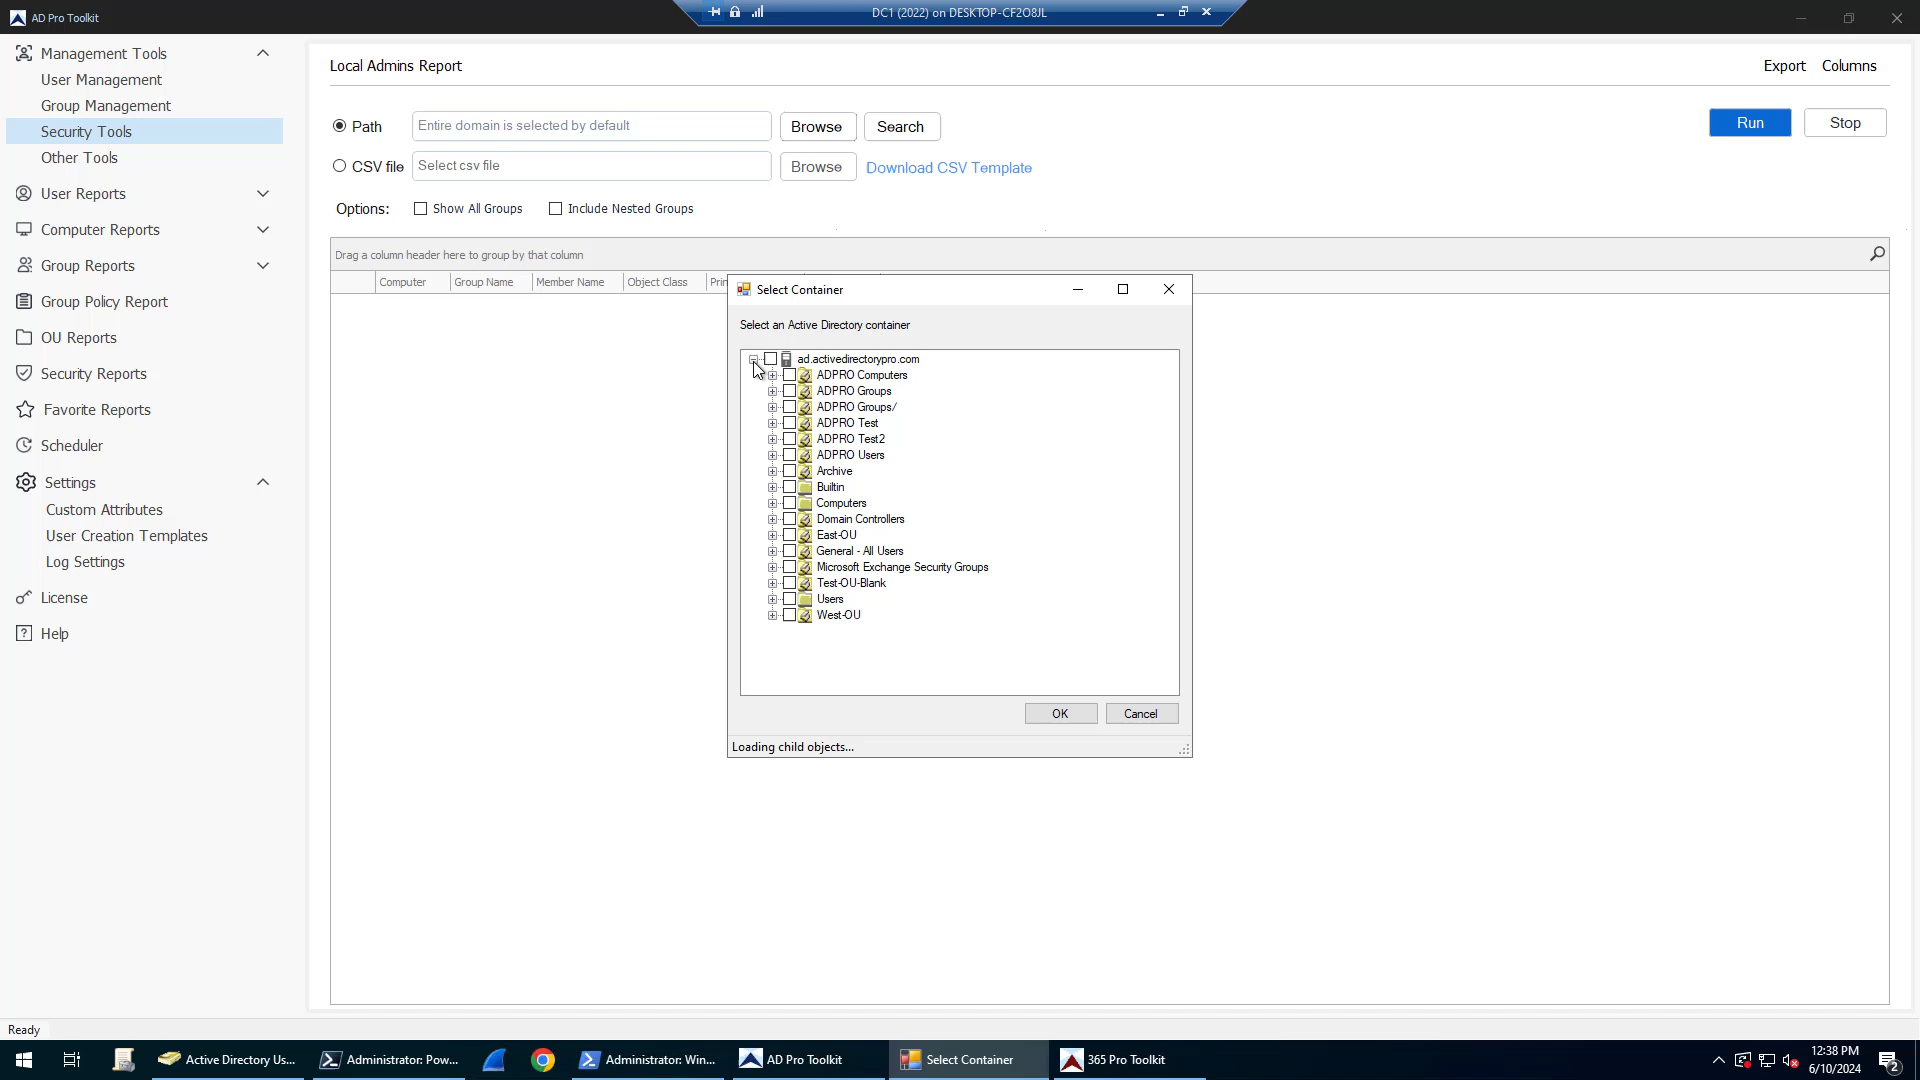 AD Pro Toolkit
DC1 (2022) on DESKTOP-CF2O8JL
Management Tools
User Management
Group Management
Security Tools
Other Tools
User Reports
Computer Reports
Group Reports
Group Policy Report
OU Reports
Security Reports
Favorite Reports
Scheduler
Settings
Custom Attributes
User Creation Templates
Log Settings
License
Help
Local Admins Report
Export Columns
Path Entire domain is selected by default Browse Search
Run Stop
CSV file Select csv file Browse Download CSV Template
Options: Show All Groups Include Nested Groups
Drag a column header here to group by that column
Computer Group Name Member Name Object Class Prin
Select Container
Select an Active Directory container
ad.activedirectorypro.com
ADPRO Computers
ADPRO Groups
ADPRO Groups/
ADPRO Test
ADPRO Test2
ADPRO Users
Archive
Builtin
Computers
Domain Controllers
East-OU
General - All Users
Microsoft Exchange Security Groups
Test-OU-Blank
Users
West-OU
OK Cancel
Loading child objects...
Ready
Active Directory Us... Administrator: Pow... Administrator: Win... AD Pro Toolkit Select Container 365 Pro Toolkit
12:38 PM
6/10/2024
2